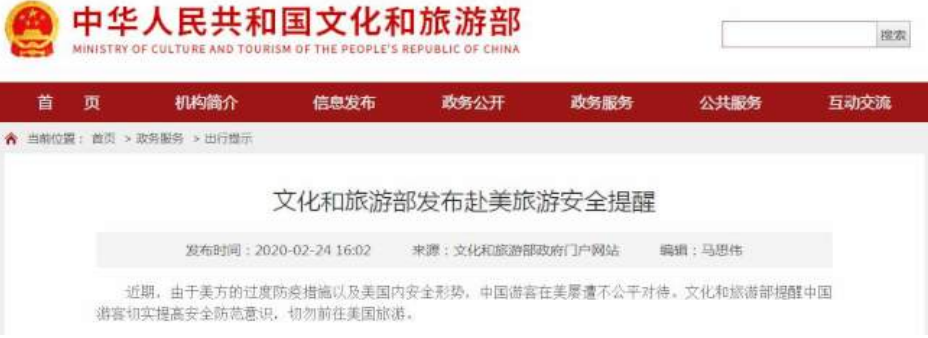 中华人民共和国文化和旅游部
MINISTRY OF CULTURE AND TOURISM OF THE PEOPLE'S REPUBLIC OF CHINA
搜索
首 页 机构简介 信息发布 政务公开 政务服务 公共服务 互动交流
当前位置： 首页 > 政务服务 > 出行提示
文化和旅游部发布赴美旅游安全提醒
发布时间：2020-02-24 16:02 来源：文化和旅游部政府门户网站 编辑：马思伟
近期，由于美方的过度防疫措施以及美国内安全形势，中国游客在美屡遭不公平对待。文化和旅游部提醒中国
游客切实提高安全防范意识，切勿前往美国旅游。